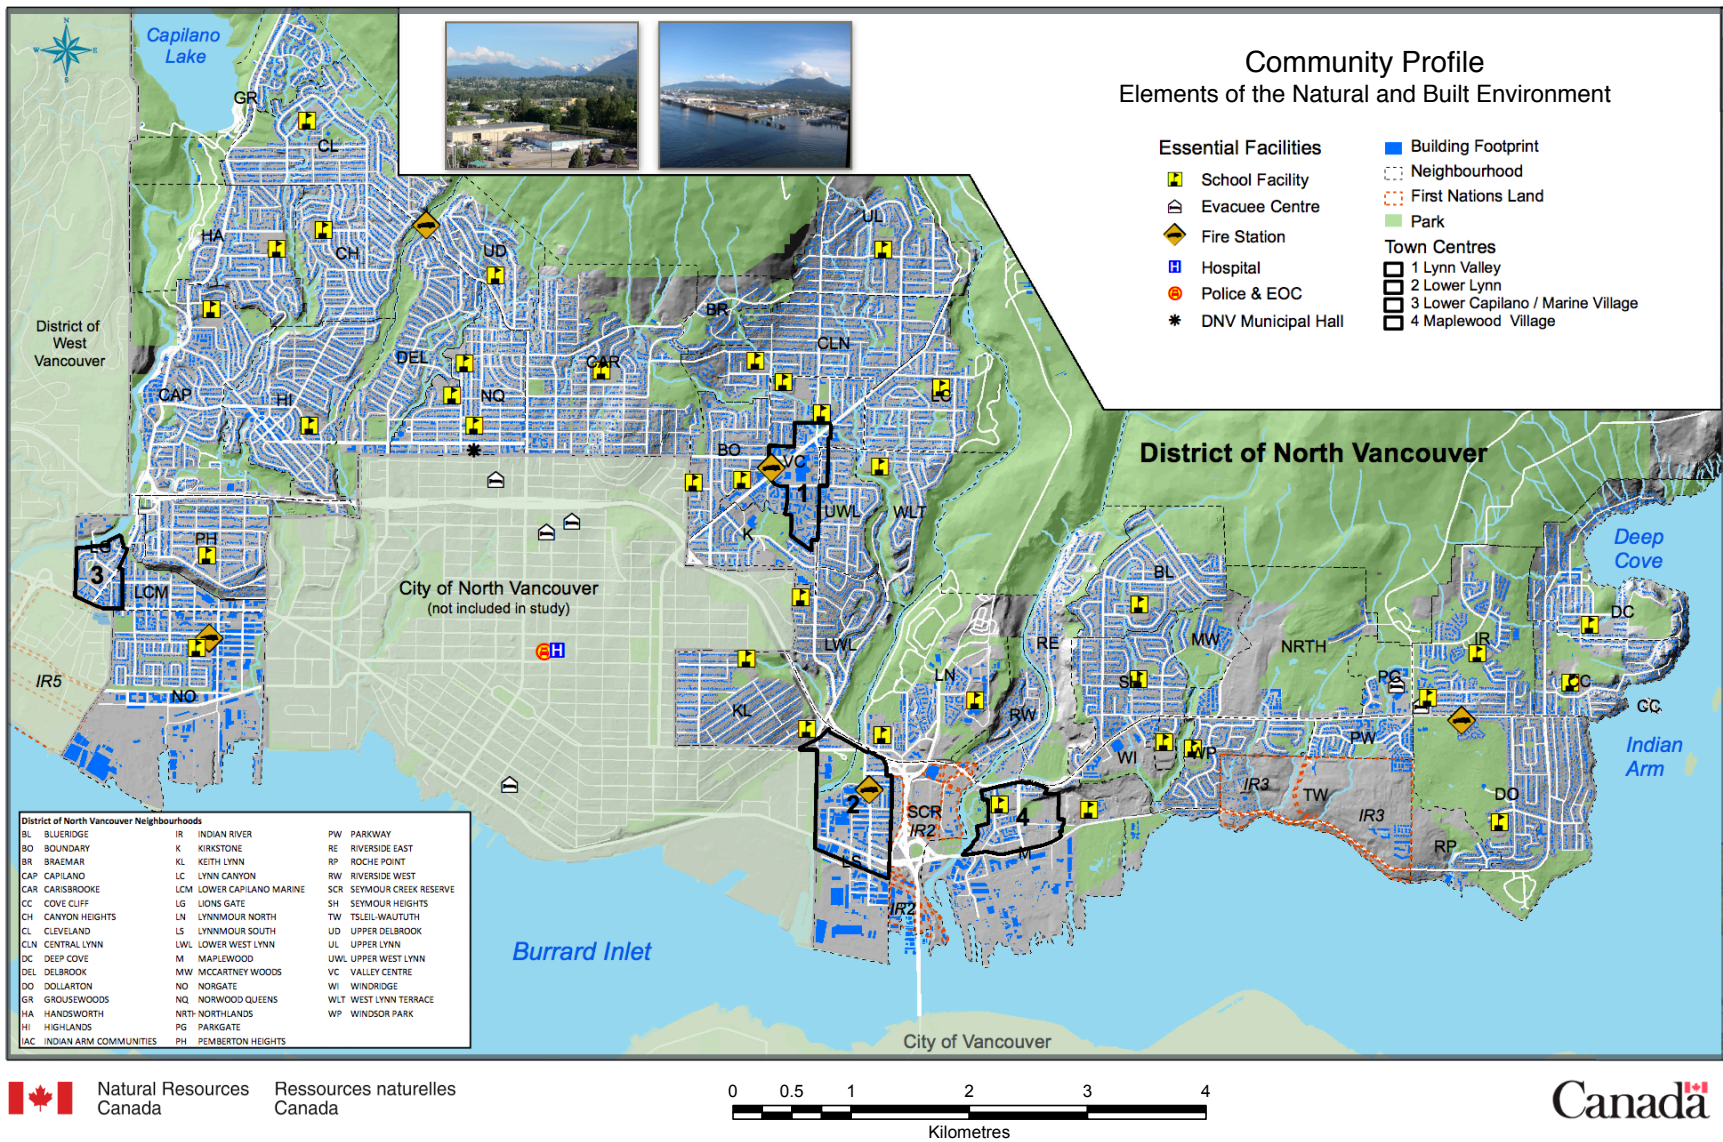 Community Profile
Elements of the Natural and Built Environment
Essential Facilities
School Facility
Evacuee Centre
Fire Station
Hospital
Police & EOC
DNV Municipal Hall
Building Footprint
Neighbourhood
First Nations Land
Park
Town Centres
1 Lynn Valley
2 Lower Lynn
3 Lower Capilano / Marine Village
4 Maplewood Village
N
W E
S
Capilano
Lake
GR
CL
HA
CH
UD
UL
District of
West
Vancouver
BR
CLN
DEL
CAR
CAP
HI
NQ
LC
BO
VC
1
District of North Vancouver
UWL
WLT
K
LG
3
PH
LCM
City of North Vancouver
(not included in study)
Deep
Cove
BL
DC
RE
MW
NRTH
IR
LWL
LN
IR5
NO
KL
RW
SH
PG
CC
CC
WI
WP
PW
Indian
Arm
2
SCR
IR2
4
M
IR3
TW
IR3
DO
RP
LS
IR2
Burrard Inlet
City of Vancouver
District of North Vancouver Neighbourhoods
BL BLUERIDGE IR INDIAN RIVER PW PARKWAY
BO BOUNDARY K KIRKSTONE RE RIVERSIDE EAST
BR BRAEMAR KL KEITH LYNN RP ROCHE POINT
CAP CAPILANO LC LYNN CANYON RW RIVERSIDE WEST
CAR CARISBROOKE LCM LOWER CAPILANO MARINE SCR SEYMOUR CREEK RESERVE
CC COVE CLIFF LG LIONS GATE SH SEYMOUR HEIGHTS
CH CANYON HEIGHTS LN LYNNMOUR NORTH TW TSLEIL-WAUTUTH
CL CLEVELAND LS LYNNMOUR SOUTH UD UPPER DELBROOK
CLN CENTRAL LYNN LWL LOWER WEST LYNN UL UPPER LYNN
DC DEEP COVE M MAPLEWOOD UWL UPPER WEST LYNN
DEL DELBROOK MW MCCARTNEY WOODS VC VALLEY CENTRE
DO DOLLARTON NO NORGATE WI WINDRIDGE
GR GROUSEWOODS NQ NORWOOD QUEENS WLT WEST LYNN TERRACE
HA HANDSWORTH NRTH NORTHLANDS WP WINDSOR PARK
HI HIGHLANDS PG PARKGATE
IAC INDIAN ARM COMMUNITIES PH PEMBERTON HEIGHTS
Natural Resources Ressources naturelles
Canada Canada
0 0.5 1 2 3 4
Kilometres
Canada